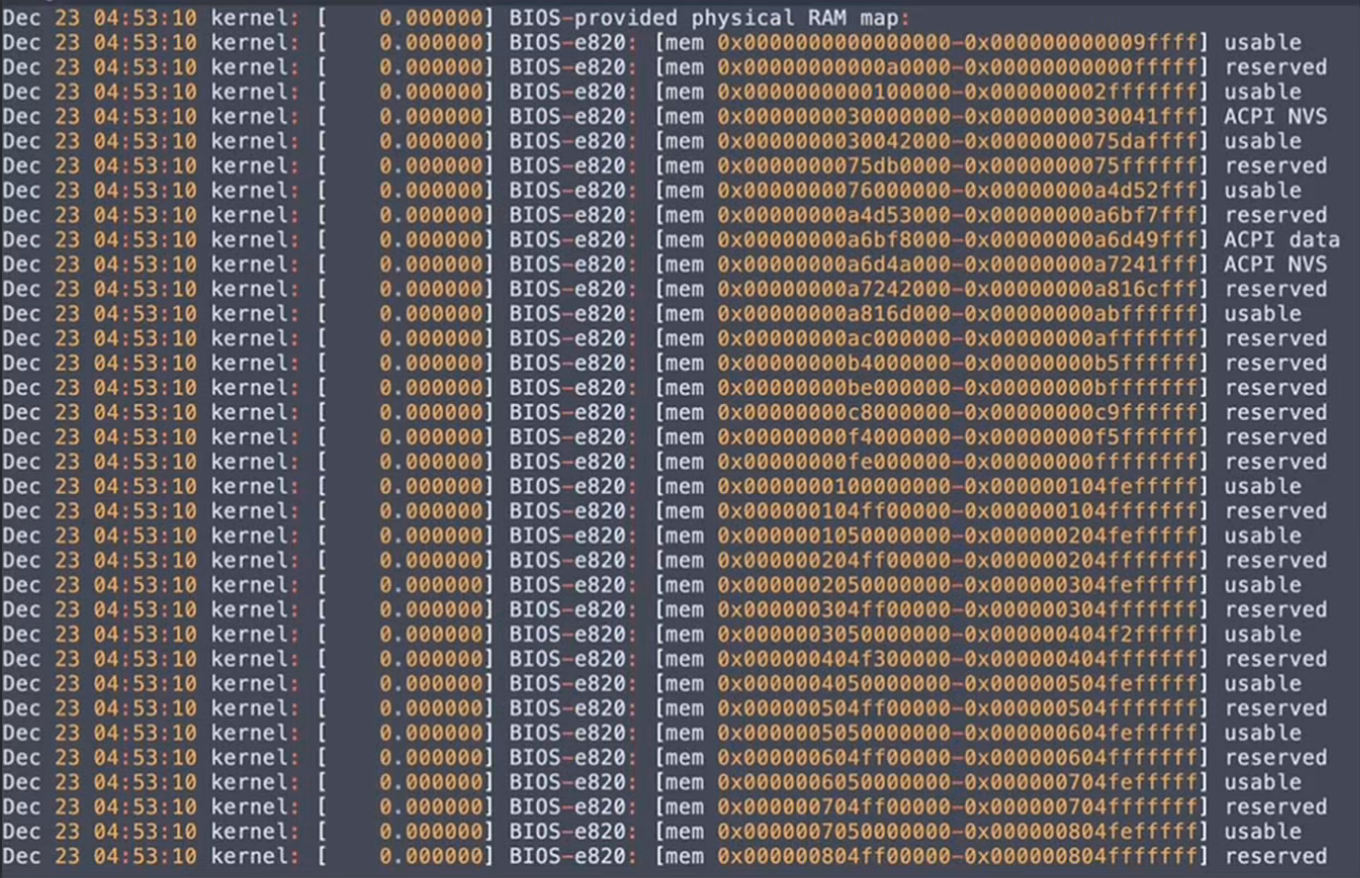 Dec 23 04:53:10 kernel: [    0.000000] BIOS-provided physical RAM map:
Dec 23 04:53:10 kernel: [    0.000000] BIOS-e820: [mem 0x0000000000000000-0x000000000009ffff] usable
Dec 23 04:53:10 kernel: [    0.000000] BIOS-e820: [mem 0x00000000000a0000-0x00000000000fffff] reserved
Dec 23 04:53:10 kernel: [    0.000000] BIOS-e820: [mem 0x0000000000100000-0x000000002fffffff] usable
Dec 23 04:53:10 kernel: [    0.000000] BIOS-e820: [mem 0x0000000030000000-0x0000000030041fff] ACPI NVS
Dec 23 04:53:10 kernel: [    0.000000] BIOS-e820: [mem 0x0000000030042000-0x0000000075daffff] usable
Dec 23 04:53:10 kernel: [    0.000000] BIOS-e820: [mem 0x0000000075db0000-0x0000000075ffffff] reserved
Dec 23 04:53:10 kernel: [    0.000000] BIOS-e820: [mem 0x0000000076000000-0x00000000a4d52fff] usable
Dec 23 04:53:10 kernel: [    0.000000] BIOS-e820: [mem 0x00000000a4d53000-0x00000000a6bf7fff] reserved
Dec 23 04:53:10 kernel: [    0.000000] BIOS-e820: [mem 0x00000000a6bf8000-0x00000000a6d49fff] ACPI data
Dec 23 04:53:10 kernel: [    0.000000] BIOS-e820: [mem 0x00000000a6d4a000-0x00000000a7241fff] ACPI NVS
Dec 23 04:53:10 kernel: [    0.000000] BIOS-e820: [mem 0x00000000a7242000-0x00000000a816cfff] reserved
Dec 23 04:53:10 kernel: [    0.000000] BIOS-e820: [mem 0x00000000a816d000-0x00000000abffffff] usable
Dec 23 04:53:10 kernel: [    0.000000] BIOS-e820: [mem 0x00000000ac000000-0x00000000afffffff] reserved
Dec 23 04:53:10 kernel: [    0.000000] BIOS-e820: [mem 0x00000000b4000000-0x00000000b5ffffff] reserved
Dec 23 04:53:10 kernel: [    0.000000] BIOS-e820: [mem 0x00000000be000000-0x00000000bfffffff] reserved
Dec 23 04:53:10 kernel: [    0.000000] BIOS-e820: [mem 0x00000000c8000000-0x00000000c9ffffff] reserved
Dec 23 04:53:10 kernel: [    0.000000] BIOS-e820: [mem 0x00000000f4000000-0x00000000f5ffffff] reserved
Dec 23 04:53:10 kernel: [    0.000000] BIOS-e820: [mem 0x00000000fe000000-0x00000000ffffffff] reserved
Dec 23 04:53:10 kernel: [    0.000000] BIOS-e820: [mem 0x0000000100000000-0x000000104fefffff] usable
Dec 23 04:53:10 kernel: [    0.000000] BIOS-e820: [mem 0x000000104ff00000-0x000000104fffffff] reserved
Dec 23 04:53:10 kernel: [    0.000000] BIOS-e820: [mem 0x0000001050000000-0x000000204fefffff] usable
Dec 23 04:53:10 kernel: [    0.000000] BIOS-e820: [mem 0x000000204ff00000-0x000000204fffffff] reserved
Dec 23 04:53:10 kernel: [    0.000000] BIOS-e820: [mem 0x0000002050000000-0x000000304fefffff] usable
Dec 23 04:53:10 kernel: [    0.000000] BIOS-e820: [mem 0x000000304ff00000-0x000000304fffffff] reserved
Dec 23 04:53:10 kernel: [    0.000000] BIOS-e820: [mem 0x0000003050000000-0x000000404f2fffff] usable
Dec 23 04:53:10 kernel: [    0.000000] BIOS-e820: [mem 0x000000404f300000-0x000000404fffffff] reserved
Dec 23 04:53:10 kernel: [    0.000000] BIOS-e820: [mem 0x0000004050000000-0x000000504fefffff] usable
Dec 23 04:53:10 kernel: [    0.000000] BIOS-e820: [mem 0x000000504ff00000-0x000000504fffffff] reserved
Dec 23 04:53:10 kernel: [    0.000000] BIOS-e820: [mem 0x0000005050000000-0x000000604fefffff] usable
Dec 23 04:53:10 kernel: [    0.000000] BIOS-e820: [mem 0x000000604ff00000-0x000000604fffffff] reserved
Dec 23 04:53:10 kernel: [    0.000000] BIOS-e820: [mem 0x0000006050000000-0x000000704fefffff] usable
Dec 23 04:53:10 kernel: [    0.000000] BIOS-e820: [mem 0x000000704ff00000-0x000000704fffffff] reserved
Dec 23 04:53:10 kernel: [    0.000000] BIOS-e820: [mem 0x0000007050000000-0x000000804fefffff] usable
Dec 23 04:53:10 kernel: [    0.000000] BIOS-e820: [mem 0x000000804ff00000-0x000000804fffffff] reserved